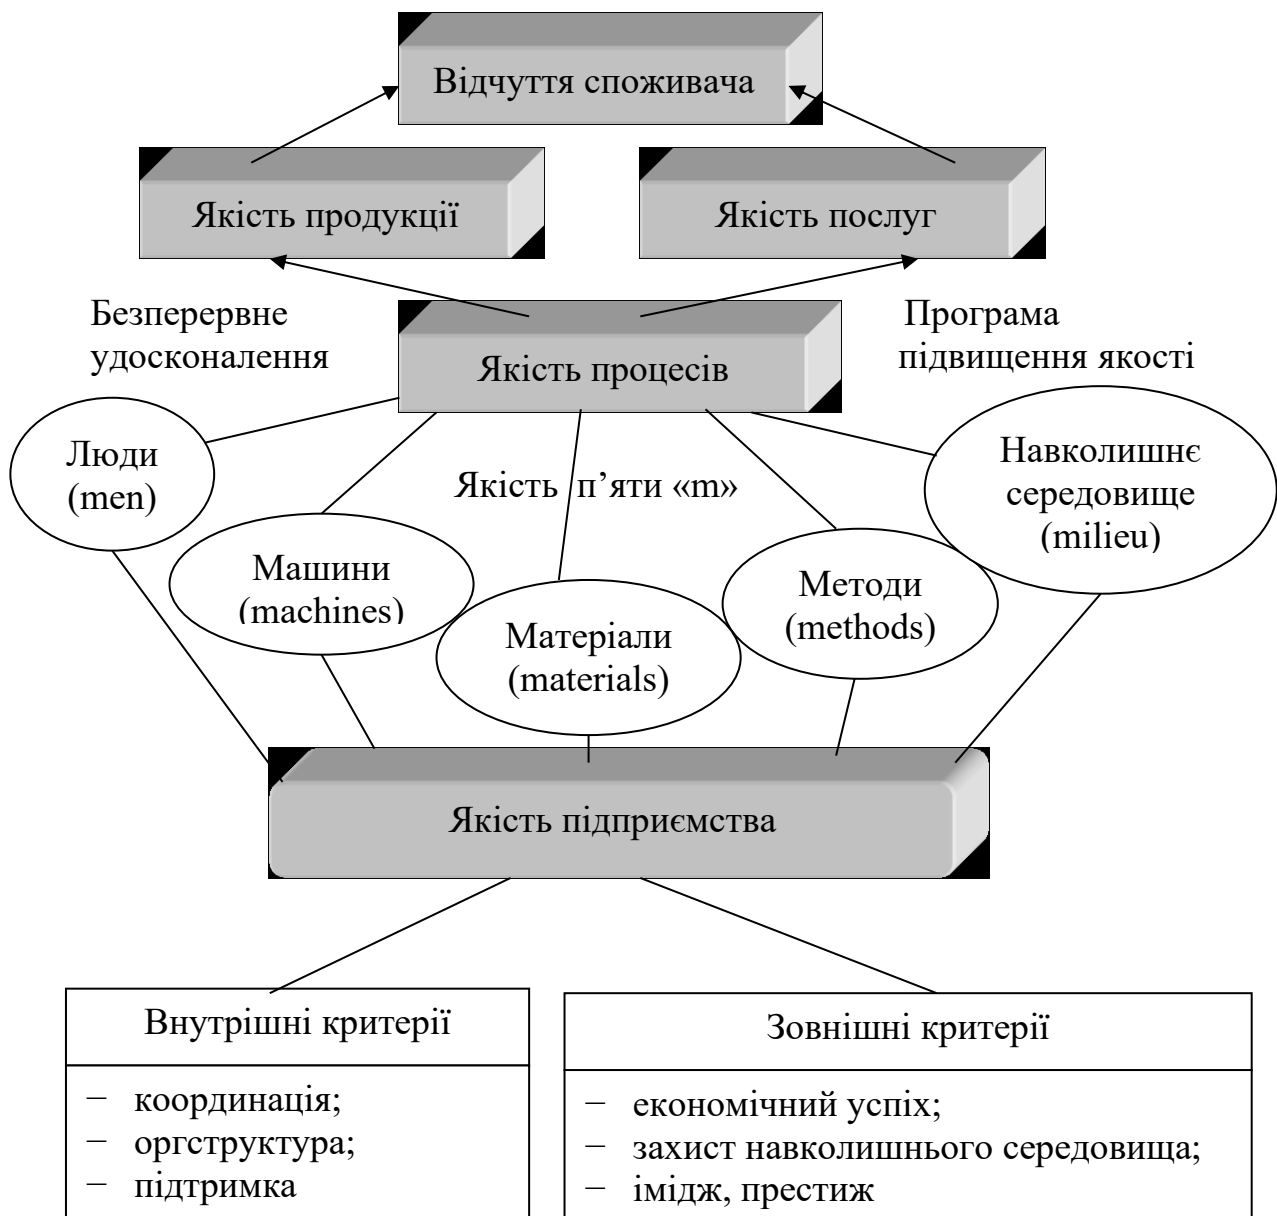 Відчуття споживача
Якість продукції
Якість послуг
Безперервне
удосконалення
Програма
підвищення якості
Якість процесів
Люди
(men)
Якість п’яти «m»
Навколишнє
середовище
(milieu)
Машини
(machines)
Методи
(methods)
Матеріали
(materials)
Якість підприємства
Внутрішні критерії
− координація;
− оргструктура;
− підтримка
Зовнішні критерії
− економічний успіх;
− захист навколишнього середовища;
− імідж, престиж